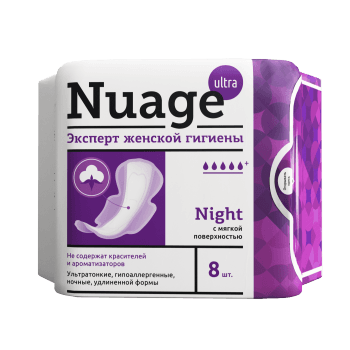 Nuage
ultra
Эксперт женской гигиены
Night
с мягкой
поверхностью
Не содержат красителей
и ароматизаторов
Ультратонкие, гипоаллергенные,
ночные, удлиненной формы
8 шт.